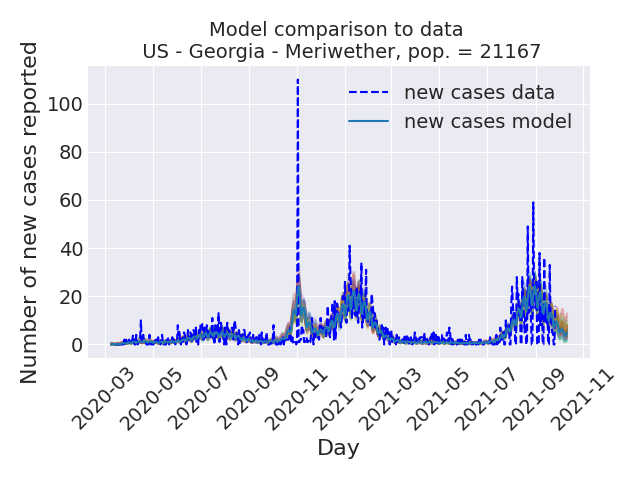 Model comparison to data
US - Georgia - Meriwether, pop. = 21167
Number of new cases reported
100
80
60
40
20
0
new cases data
new cases model
2020-03
2020-05
2020-07
2020-09
2020-11
2021-01
2021-03
2021-05
2021-07
2021-09
2021-11
Day